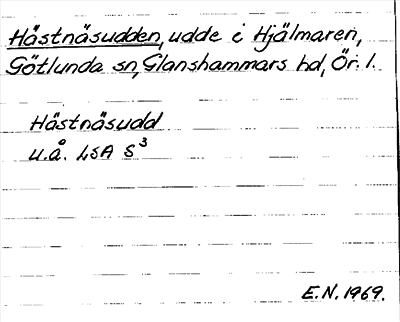 Hästnäsudden, udde i Hjälmaren,
Götlunda sn, Glanshammars hd, Ör. l.
Hästnäsudd
u.å. LSA S³
E.N. 1969.